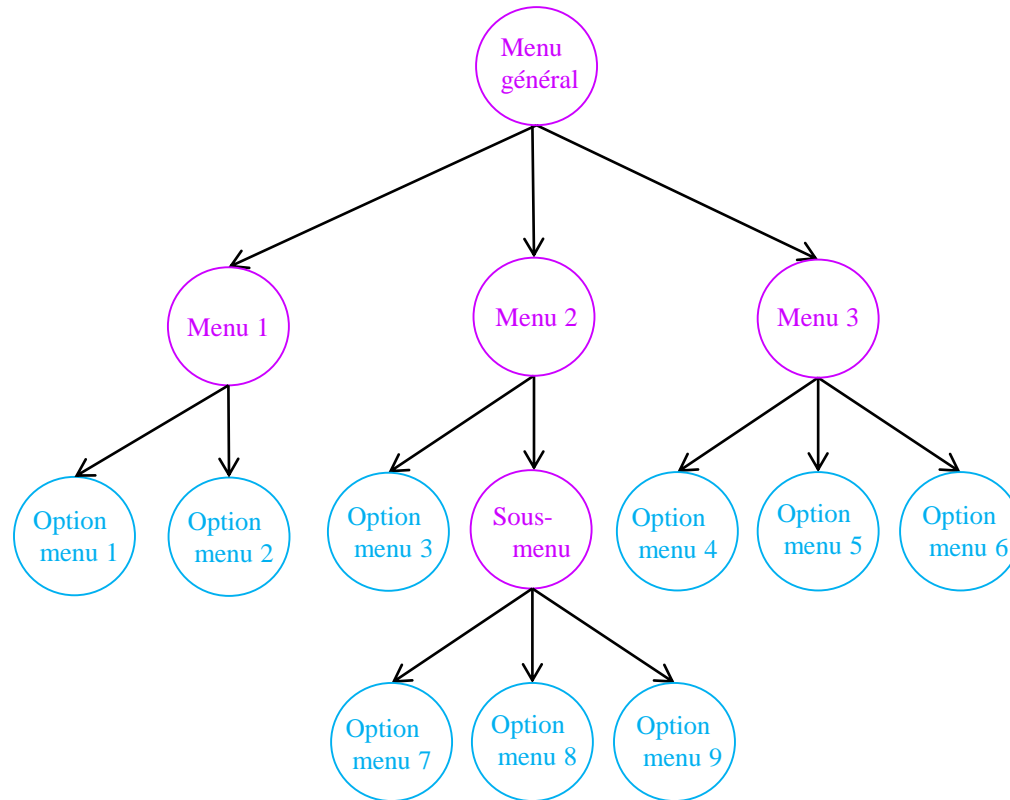 Menu
général
Menu 1
Menu 2
Menu 3
Option
menu 1
Option
menu 2
Option
menu 3
Sous-
menu
Option
menu 4
Option
menu 5
Option
menu 6
Option
menu 7
Option
menu 8
Option
menu 9